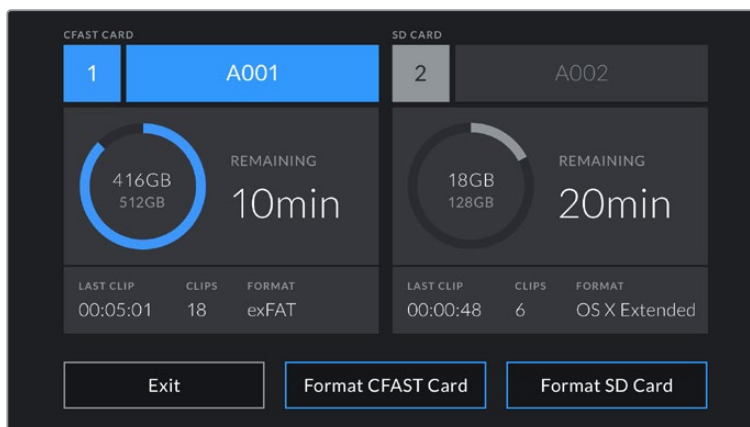 CFAST CARD
1
A001
416GB
512GB
REMAINING
10min
LAST CLIP CLIPS FORMAT
00:05:01 18 exFAT
SD CARD
2
A002
18GB
128GB
REMAINING
20min
LAST CLIP CLIPS FORMAT
00:00:48 6 OS X Extended
Exit
Format CFAST Card
Format SD Card